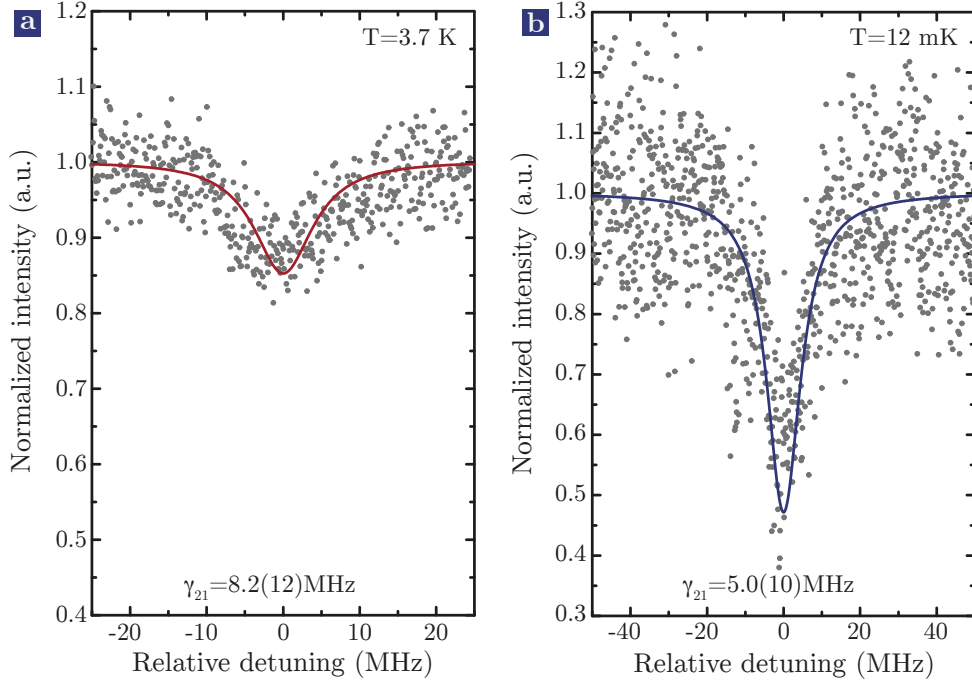 a
T=3.7 K
1.2
1.1
1.0
0.9
0.8
0.7
0.6
0.5
0.4
Normalized intensity (a.u.)
γ21=8.2(12)MHz
-20 -10 0 10 20
Relative detuning (MHz)
b
T=12 mK
1.3
1.2
1.1
1.0
0.9
0.8
0.7
0.6
0.5
0.4
0.3
Normalized intensity (a.u.)
γ21=5.0(10)MHz
-40 -20 0 20 40
Relative detuning (MHz)